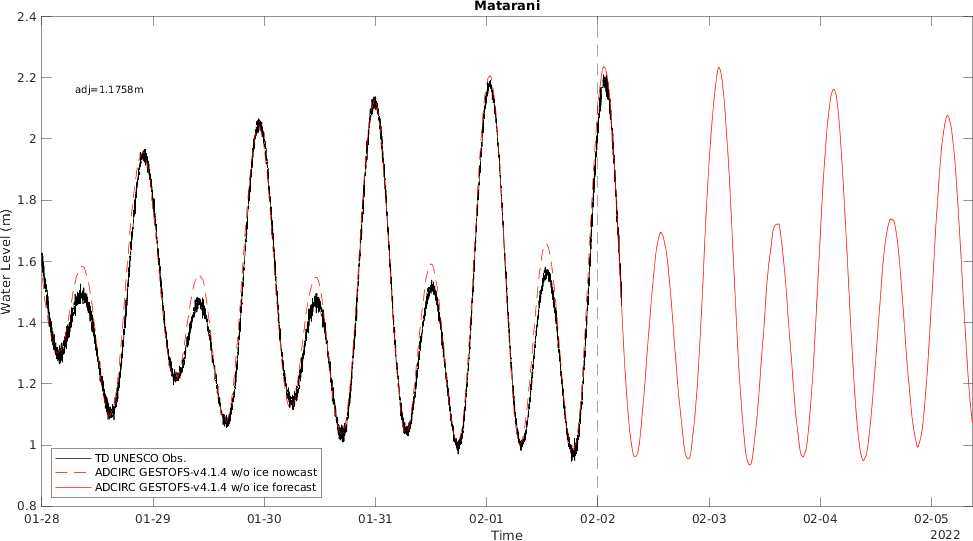 Matarani
2.4
2.2
2
1.8
1.6
1.4
1.2
1
0.8
Water Level (m)
adj=1.1758m
TD UNESCO Obs.
ADCIRC GESTOFS-v4.1.4 w/o ice nowcast
ADCIRC GESTOFS-v4.1.4 w/o ice forecast
01-28 01-29 01-30 01-31 02-01 02-02 02-03 02-04 02-05
Time
2022